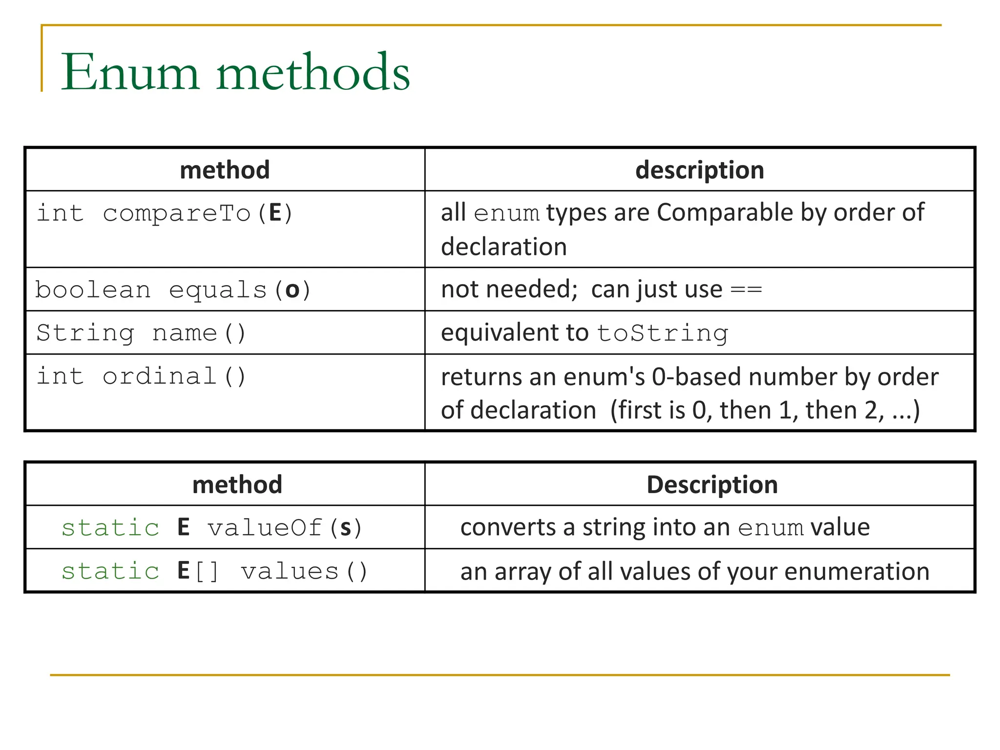 Enum methods
method description
int compareTo(E) all enum types are Comparable by order of
declaration
boolean equals(o) not needed;  can just use ==
String name() equivalent to toString
int ordinal() returns an enum's 0-based number by order
of declaration  (first is 0, then 1, then 2, ...)
method Description
static E valueOf(s) converts a string into an enum value
static E[] values() an array of all values of your enumeration